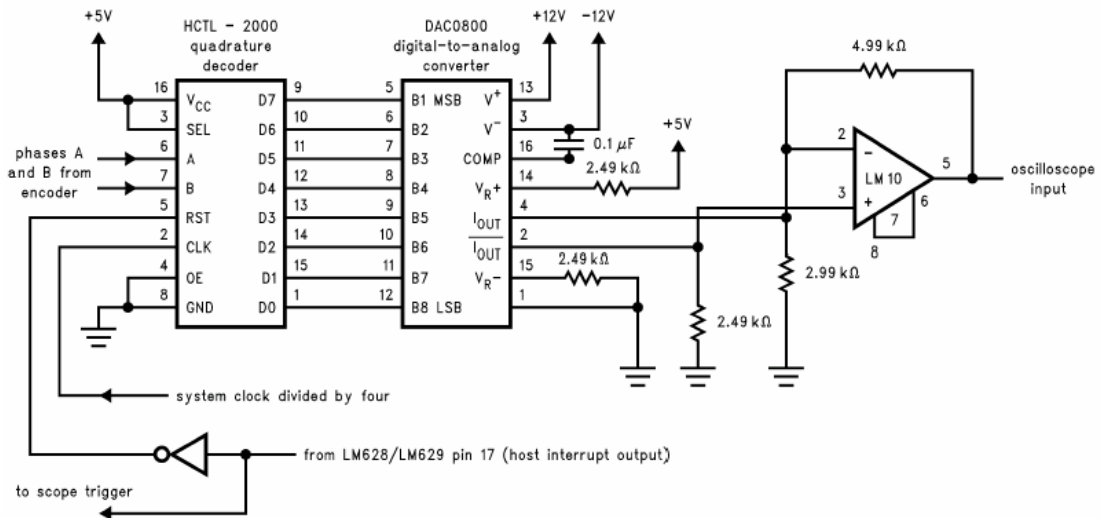 +5V
HCTL - 2000
quadrature
decoder
DAC0800
digital-to-analog
converter
+12V
-12V
4.99 kΩ
16 VCC D7 9
5 B1 MSB V+ 13
3 SEL D6 10
6 B2 V- 3
6 A D5 11
7 B3 COMP 16
0.1 μF
+5V
phases A
and B from
encoder
7 B D4 12
8 B4 VR+ 14
2.49 kΩ
5 RST D3 13
9 B5 IOUT 4
2 CLK D2 14
10 B6 IOUT 2
4 OE D1 15
11 B7 VR- 15
2.49 kΩ
8 GND D0 1
12 B8 LSB 1
2
-
LM 10
3
+
5
6
7
8
oscilloscope
input
2.99 kΩ
2.49 kΩ
system clock divided by four
from LM628/LM629 pin 17 (host interrupt output)
to scope trigger